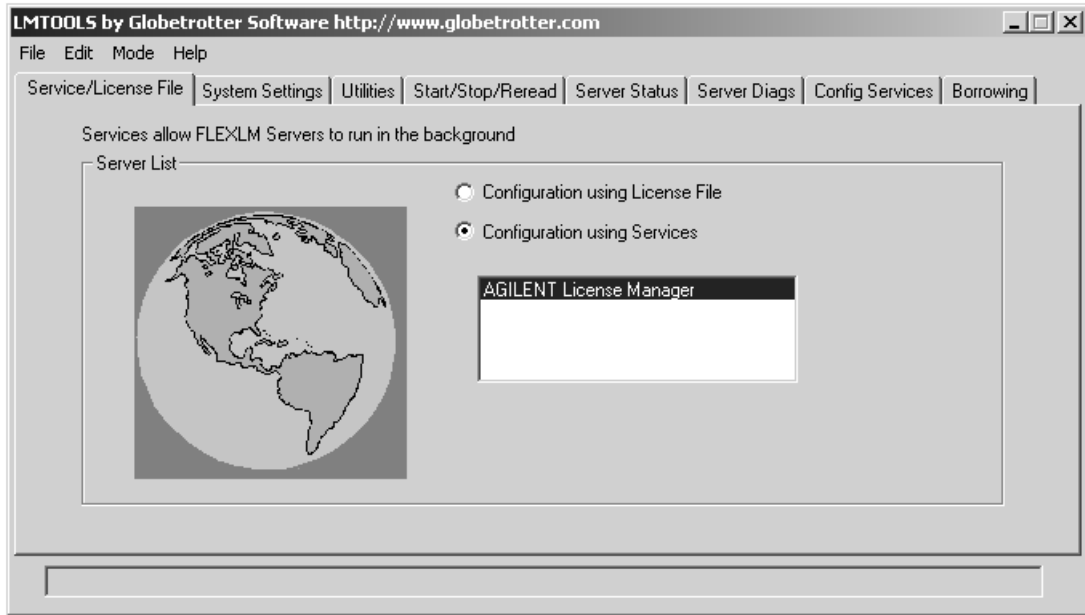 LMTOOLS by Globetrotter Software http://www.globetrotter.com
File Edit Mode Help
Service/License File System Settings Utilities Start/Stop/Reread Server Status Server Diags Config Services Borrowing
Services allow FLEXLM Servers to run in the background
Server List
Configuration using License File
Configuration using Services
AGILENT License Manager